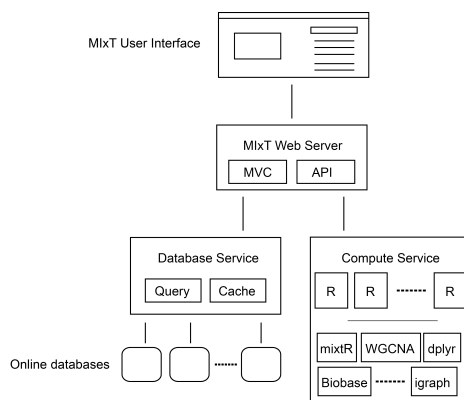 MIxT User Interface
MIxT Web Server
MVC API
Database Service
Query Cache
Compute Service
R R R
Online databases
mixtR WGCNA dplyr
Biobase igraph